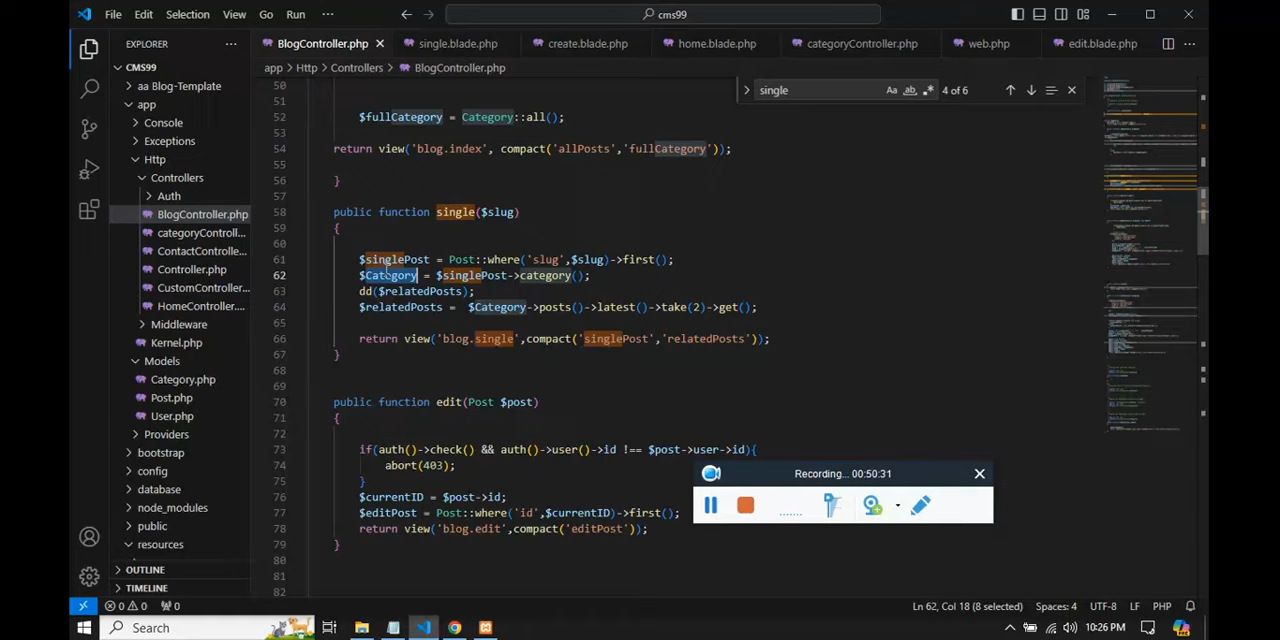 File Edit Selection View Go Run ··· cms99
EXPLORER ··· BlogController.php single.blade.php create.blade.php home.blade.php categoryController.php web.php edit.blade.php ···
CMS99 app > Http > Controllers > BlogController.php
aa Blog-Template
app
Console
Exceptions
Http
Controllers
Auth
BlogController.php
categoryControll...
ContactControlle...
Controller.php
CustomController...
HomeController....
Middleware
Kernel.php
Models
Category.php
Post.php
User.php
Providers
bootstrap
config
database
node_modules
public
resources
OUTLINE
TIMELINE
single Aa ab 4 of 6
50
51
52 $fullCategory = Category::all();
53
54 return view('blog.index', compact('allPosts','fullCategory'));
55
56 }
57
58 public function single($slug)
59 {
60
61 $singlePost = Post::where('slug',$slug)->first();
62 $Category = $singlePost->category();
63 dd($relatedPosts);
64 $relatedPosts = $Category->posts()->latest()->take(2)->get();
65
66 return view('blog.single',compact('singlePost','relatedPosts'));
67 }
68
69
70 public function edit(Post $post)
71 {
72
73 if(auth()->check() && auth()->user()->id !== $post->user->id){
74 abort(403);
75 }
76 $currentID = $post->id;
77 $editPost = Post::where('id',$currentID)->first();
78 return view('blog.edit',compact('editPost'));
79 }
80
81
82
Recording... 00:50:31
0 0 0 Ln 62, Col 18 (8 selected) Spaces: 4 UTF-8 LF PHP
Search 10:26 PM